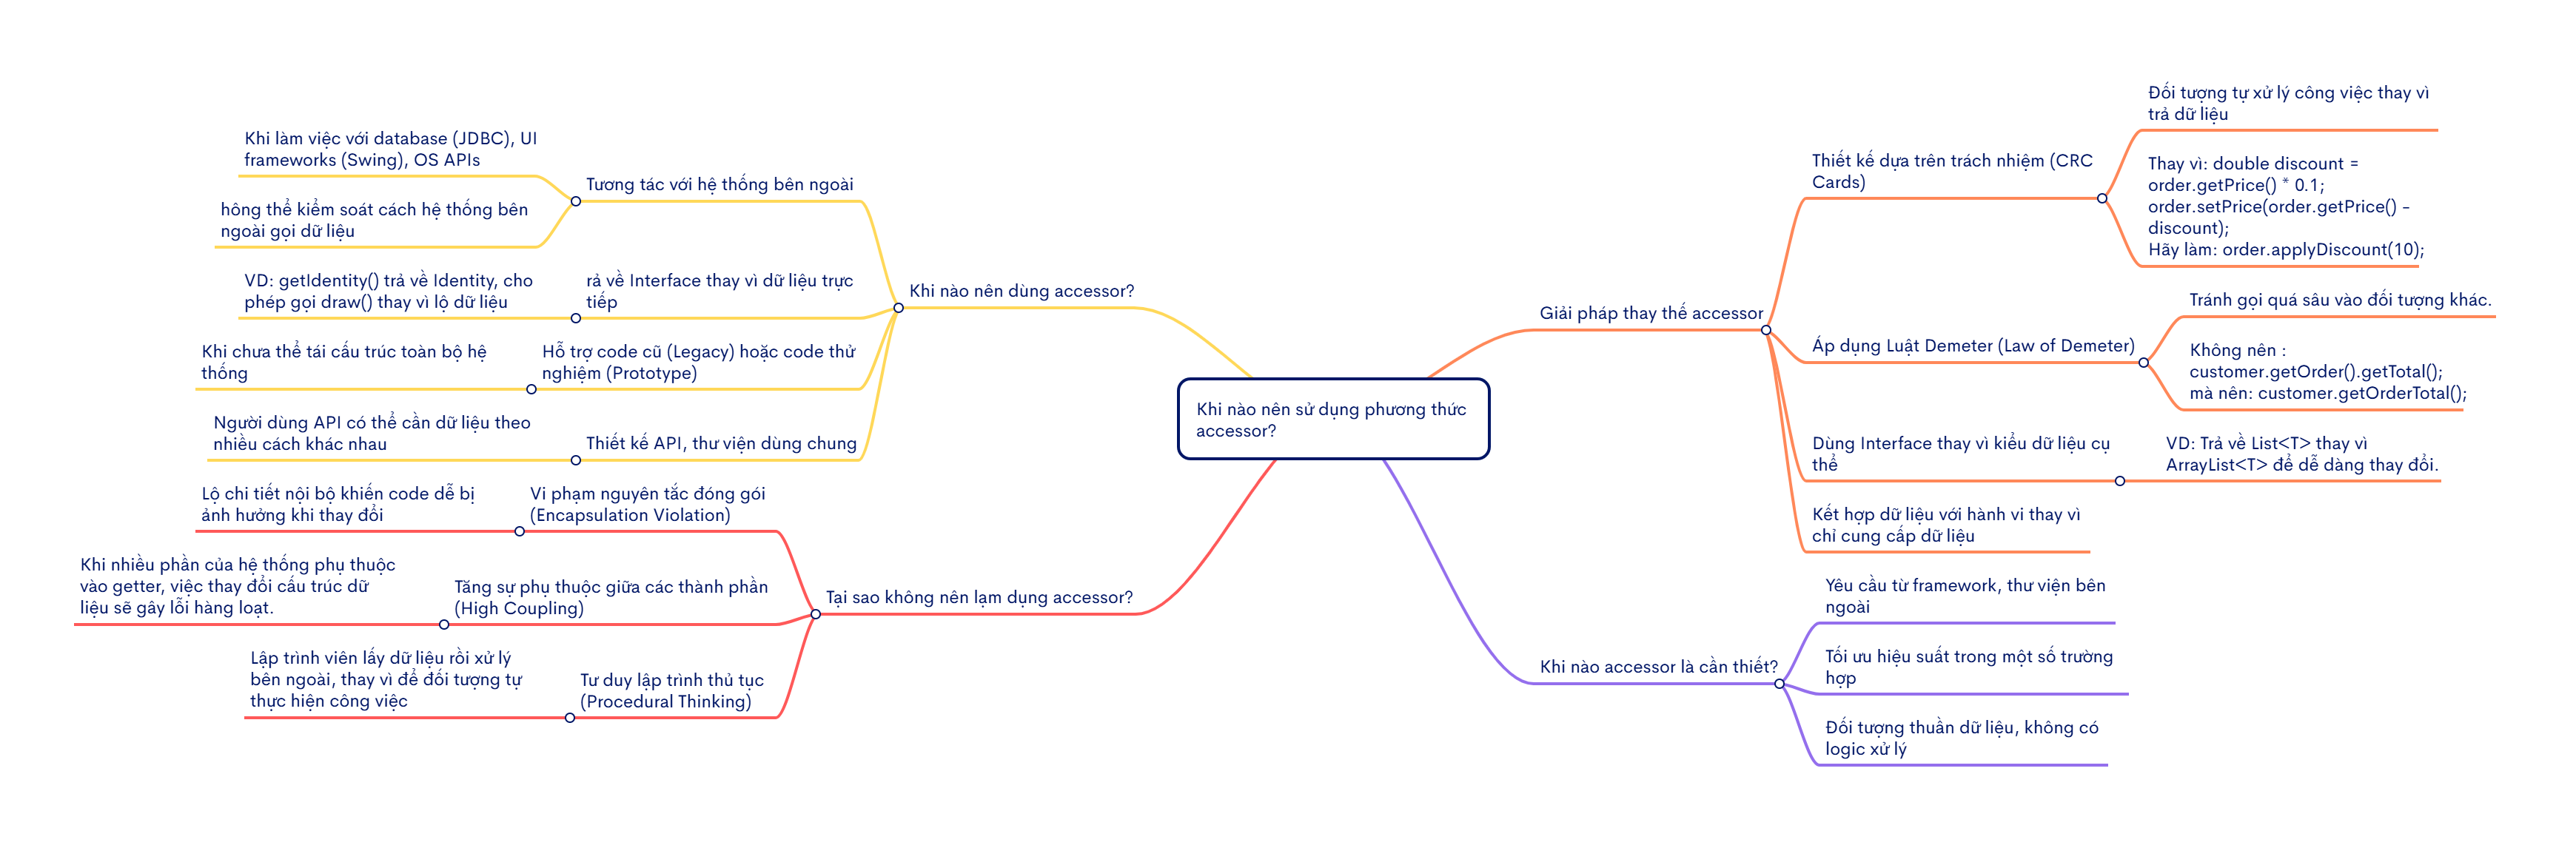 Khi nào nên sử dụng phương thức
accessor?
Khi nào nên dùng accessor?
Tương tác với hệ thống bên ngoài
Khi làm việc với database (JDBC), UI
frameworks (Swing), OS APIs
hông thể kiểm soát cách hệ thống bên
ngoài gọi dữ liệu
rả về Interface thay vì dữ liệu trực
tiếp
VD: getIdentity() trả về Identity, cho
phép gọi draw() thay vì lộ dữ liệu
Hỗ trợ code cũ (Legacy) hoặc code thử
nghiệm (Prototype)
Khi chưa thể tái cấu trúc toàn bộ hệ
thống
Thiết kế API, thư viện dùng chung
Người dùng API có thể cần dữ liệu theo
nhiều cách khác nhau
Tại sao không nên lạm dụng accessor?
Vi phạm nguyên tắc đóng gói
(Encapsulation Violation)
Lộ chi tiết nội bộ khiến code dễ bị
ảnh hưởng khi thay đổi
Tăng sự phụ thuộc giữa các thành phần
(High Coupling)
Khi nhiều phần của hệ thống phụ thuộc
vào getter, việc thay đổi cấu trúc dữ
liệu sẽ gây lỗi hàng loạt.
Tư duy lập trình thủ tục
(Procedural Thinking)
Lập trình viên lấy dữ liệu rồi xử lý
bên ngoài, thay vì để đối tượng tự
thực hiện công việc
Giải pháp thay thế accessor
Thiết kế dựa trên trách nhiệm (CRC
Cards)
Đối tượng tự xử lý công việc thay vì
trả dữ liệu
Thay vì: double discount =
order.getPrice() * 0.1;
order.setPrice(order.getPrice() -
discount);
Hãy làm: order.applyDiscount(10);
Áp dụng Luật Demeter (Law of Demeter)
Tránh gọi quá sâu vào đối tượng khác.
Không nên :
customer.getOrder().getTotal();
mà nên: customer.getOrderTotal();
Dùng Interface thay vì kiểu dữ liệu cụ
thể
VD: Trả về List<T> thay vì
ArrayList<T> để dễ dàng thay đổi.
Kết hợp dữ liệu với hành vi thay vì
chỉ cung cấp dữ liệu
Khi nào accessor là cần thiết?
Yêu cầu từ framework, thư viện bên
ngoài
Tối ưu hiệu suất trong một số trường
hợp
Đối tượng thuần dữ liệu, không có
logic xử lý